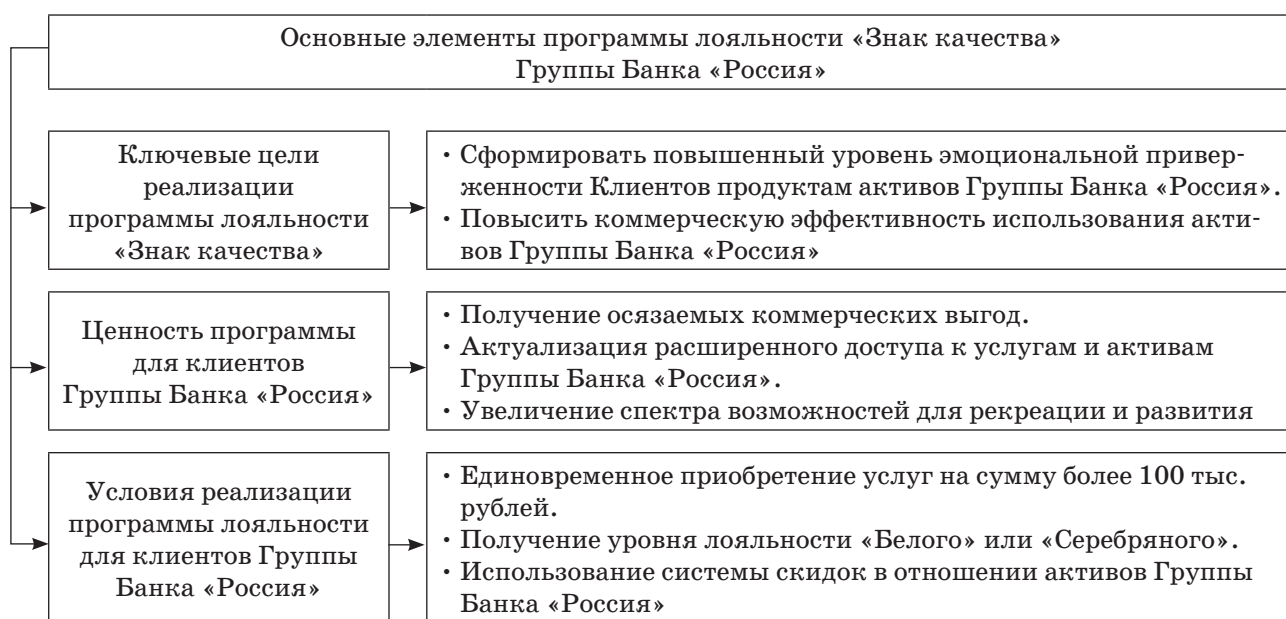 Основные элементы программы лояльности «Знак качества»
Группы Банка «Россия»
Ключевые цели
реализации
программы лояльности
«Знак качества»
• Сформировать повышенный уровень эмоциональной привер-
женности Клиентов продуктам активов Группы Банка «Россия».
• Повысить коммерческую эффективность использования акти-
вов Группы Банка «Россия»
Ценность программы
для клиентов
Группы Банка «Россия»
• Получение осязаемых коммерческих выгод.
• Актуализация расширенного доступа к услугам и активам
Группы Банка «Россия».
• Увеличение спектра возможностей для рекреации и развития
Условия реализации
программы лояльности
для клиентов Группы
Банка «Россия»
• Единовременное приобретение услуг на сумму более 100 тыс.
рублей.
• Получение уровня лояльности «Белого» или «Серебряного».
• Использование системы скидок в отношении активов Группы
Банка «Россия»